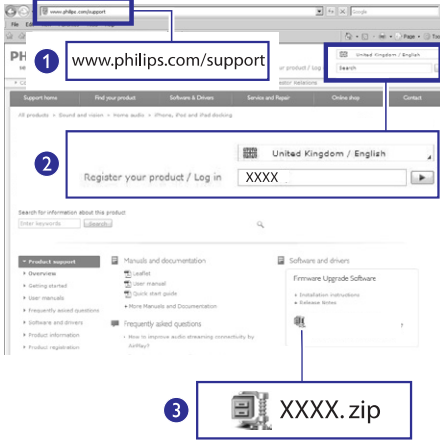 www.philips.com/support
Google
Page
1
www.philips.com/support
PH
United Kingdom / English
Search
Support home
Find your product
Software & Drivers
Service and Repair
Online shop
Contact
All products > Sound and vision > Home audio > iPhone, iPod and iPad docking
2
United Kingdom / English
Register your product / Log in
XXXX
Search for information about this product
Enter keywords
Search
Product support
Overview
Getting started
User manuals
Frequently asked questions
Software and drivers
Product information
Product registration
Manuals and documentation
Leaflet
User manual
Quick start guide
More Manuals and Documentation
Frequently asked questions
How to improve audio streaming connectivity by
AirPlay?
Software and drivers
Firmware Upgrade Software
Installation instructions
Release Notes
?
3
XXXX.zip